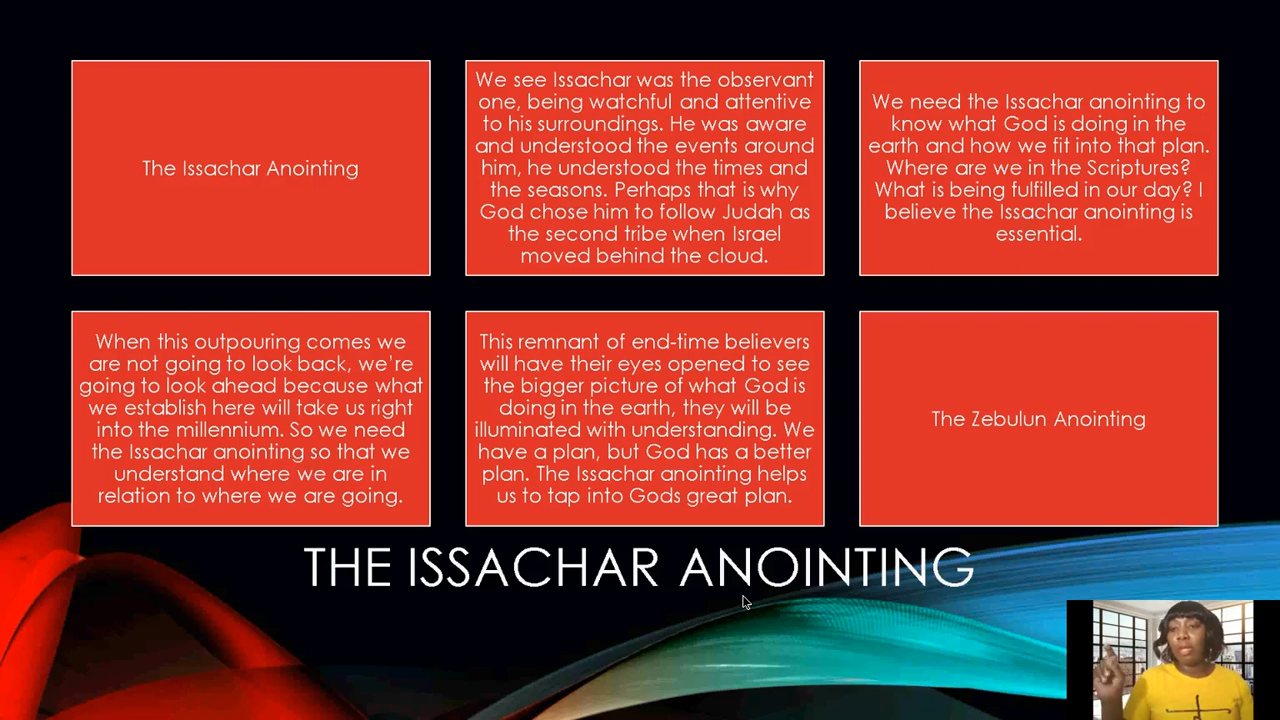 The Issachar Anointing
We see Issachar was the observant
one, being watchful and attentive
to his surroundings. He was aware
and understood the events around
him, he understood the times and
the seasons. Perhaps that is why
God chose him to follow Judah as
the second tribe when Israel
moved behind the cloud.
We need the Issachar anointing to
know what God is doing in the
earth and how we fit into that plan.
Where are we in the Scriptures?
What is being fulfilled in our day? I
believe the Issachar anointing is
essential.
When this outpouring comes we
are not going to look back, we're
going to look ahead because what
we establish here will take us right
into the millennium. So we need
the Issachar anointing so that we
understand where we are in
relation to where we are going.
This remnant of end-time believers
will have their eyes opened to see
the bigger picture of what God is
doing in the earth, they will be
illuminated with understanding. We
have a plan, but God has a better
plan. The Issachar anointing helps
us to tap into Gods great plan.
The Zebulun Anointing
THE ISSACHAR ANOINTING